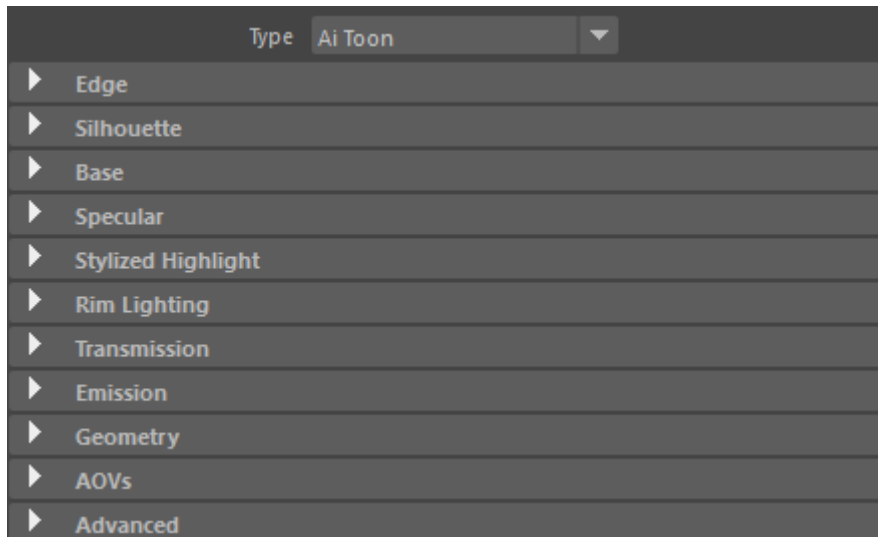 Type Ai Toon
Edge
Silhouette
Base
Specular
Stylized Highlight
Rim Lighting
Transmission
Emission
Geometry
AOVs
Advanced